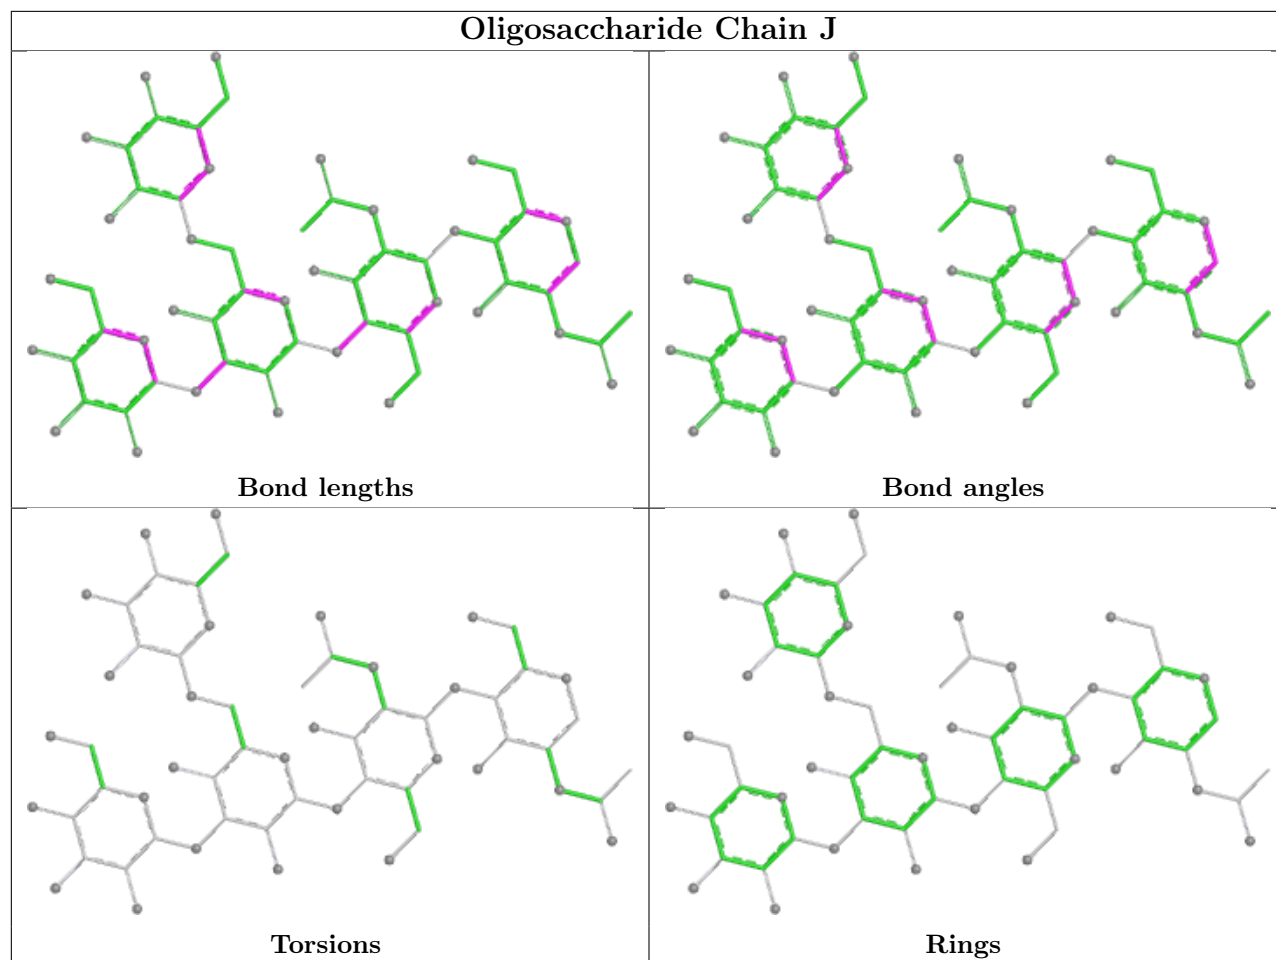 Oligosaccharide Chain J
Bond lengths
Bond angles
Torsions
Rings